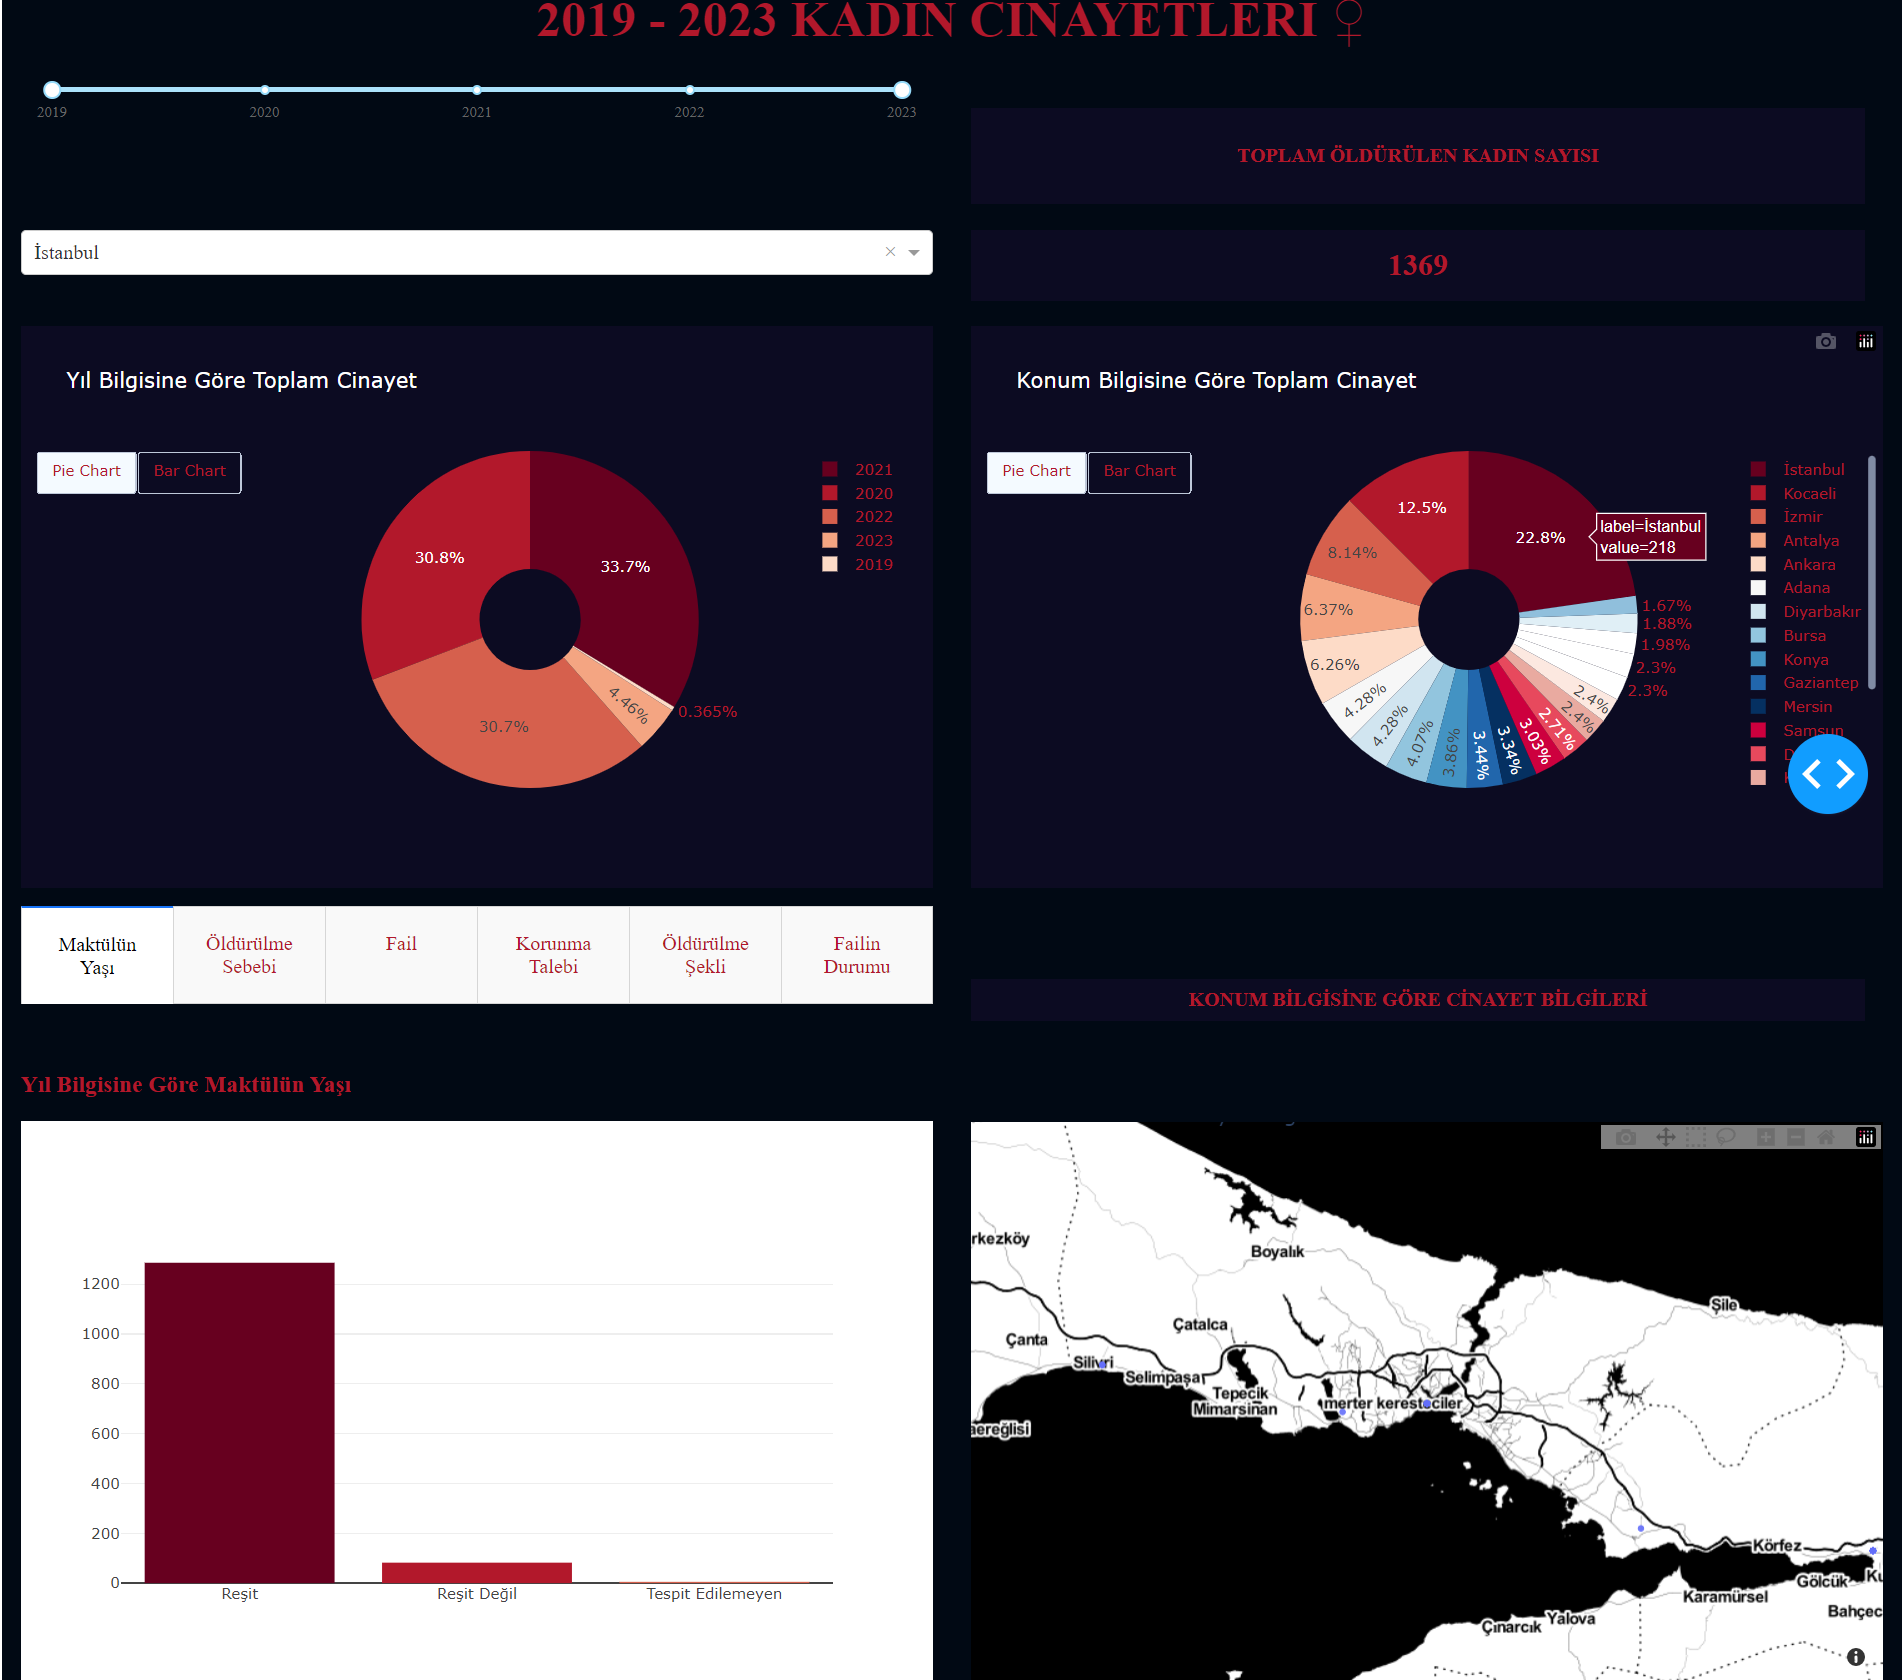 2019 - 2023 KADIN CINAYETLERI ♀
2019 2020 2021 2022 2023
TOPLAM ÖLDÜRÜLEN KADIN SAYISI
İstanbul
1369
Yıl Bilgisine Göre Toplam Cinayet
Pie Chart Bar Chart
33.7%
30.8%
30.7%
4.46%
0.365%
2021
2020
2022
2023
2019
Konum Bilgisine Göre Toplam Cinayet
Pie Chart Bar Chart
22.8%
label=İstanbul
value=218
12.5%
8.14%
6.37%
6.26%
4.28%
4.28%
4.07%
3.86%
3.44%
3.34%
3.03%
2.71%
2.4%
2.4%
2.3%
2.3%
1.98%
1.88%
1.67%
İstanbul
Kocaeli
İzmir
Antalya
Ankara
Adana
Diyarbakır
Bursa
Konya
Gaziantep
Mersin
Samsun
Maktülün
Yaşı
Öldürülme
Sebebi
Fail
Korunma
Talebi
Öldürülme
Şekli
Failin
Durumu
KONUM BİLGİSİNE GÖRE CİNAYET BİLGİLERİ
Yıl Bilgisine Göre Maktülün Yaşı
1200
1000
800
600
400
200
0
Reşit Reşit Değil Tespit Edilemeyen
rkezköy
Boyalık
Şile
Çatalca
Çanta
Silivri
Selimpaşa
Tepecik
Mimarsinan
merter keresteciler
aereğlisi
Körfez
Gölcük
Ku
Karamürsel
Bahçec
Yalova
Çınarcık